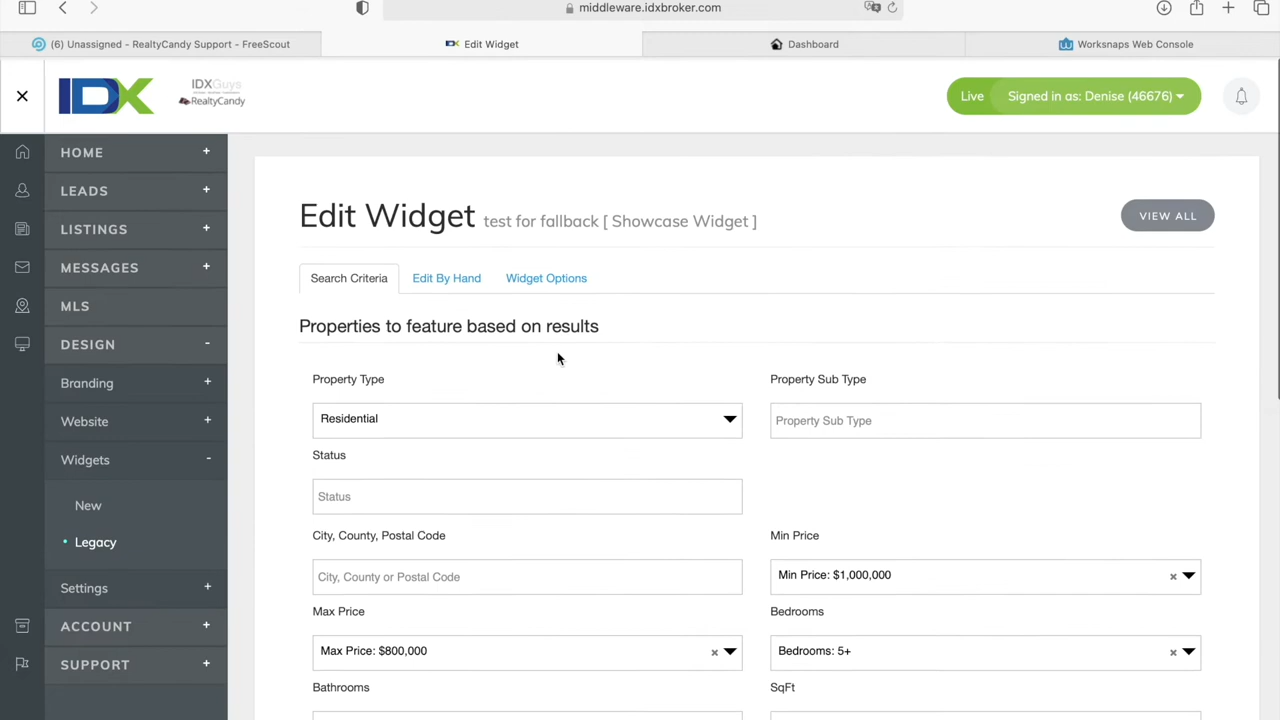 middleware.idxbroker.com
(6) Unassigned - RealtyCandy Support - FreeScout
Edit Widget
Dashboard
Worksnaps Web Console
IDX
IDXGuys
RealtyCandy
Live
Signed in as: Denise (46676)
HOME +
LEADS +
LISTINGS +
MESSAGES +
MLS
DESIGN -
Branding +
Website +
Widgets -
New
• Legacy
Settings +
ACCOUNT +
SUPPORT +
Edit Widget test for fallback [ Showcase Widget ]
VIEW ALL
Search Criteria
Edit By Hand
Widget Options
Properties to feature based on results
Property Type
Property Sub Type
Residential
Property Sub Type
Status
Status
City, County, Postal Code
Min Price
City, County or Postal Code
Min Price: $1,000,000 ×
Max Price
Bedrooms
Max Price: $800,000 ×
Bedrooms: 5+ ×
Bathrooms
SqFt